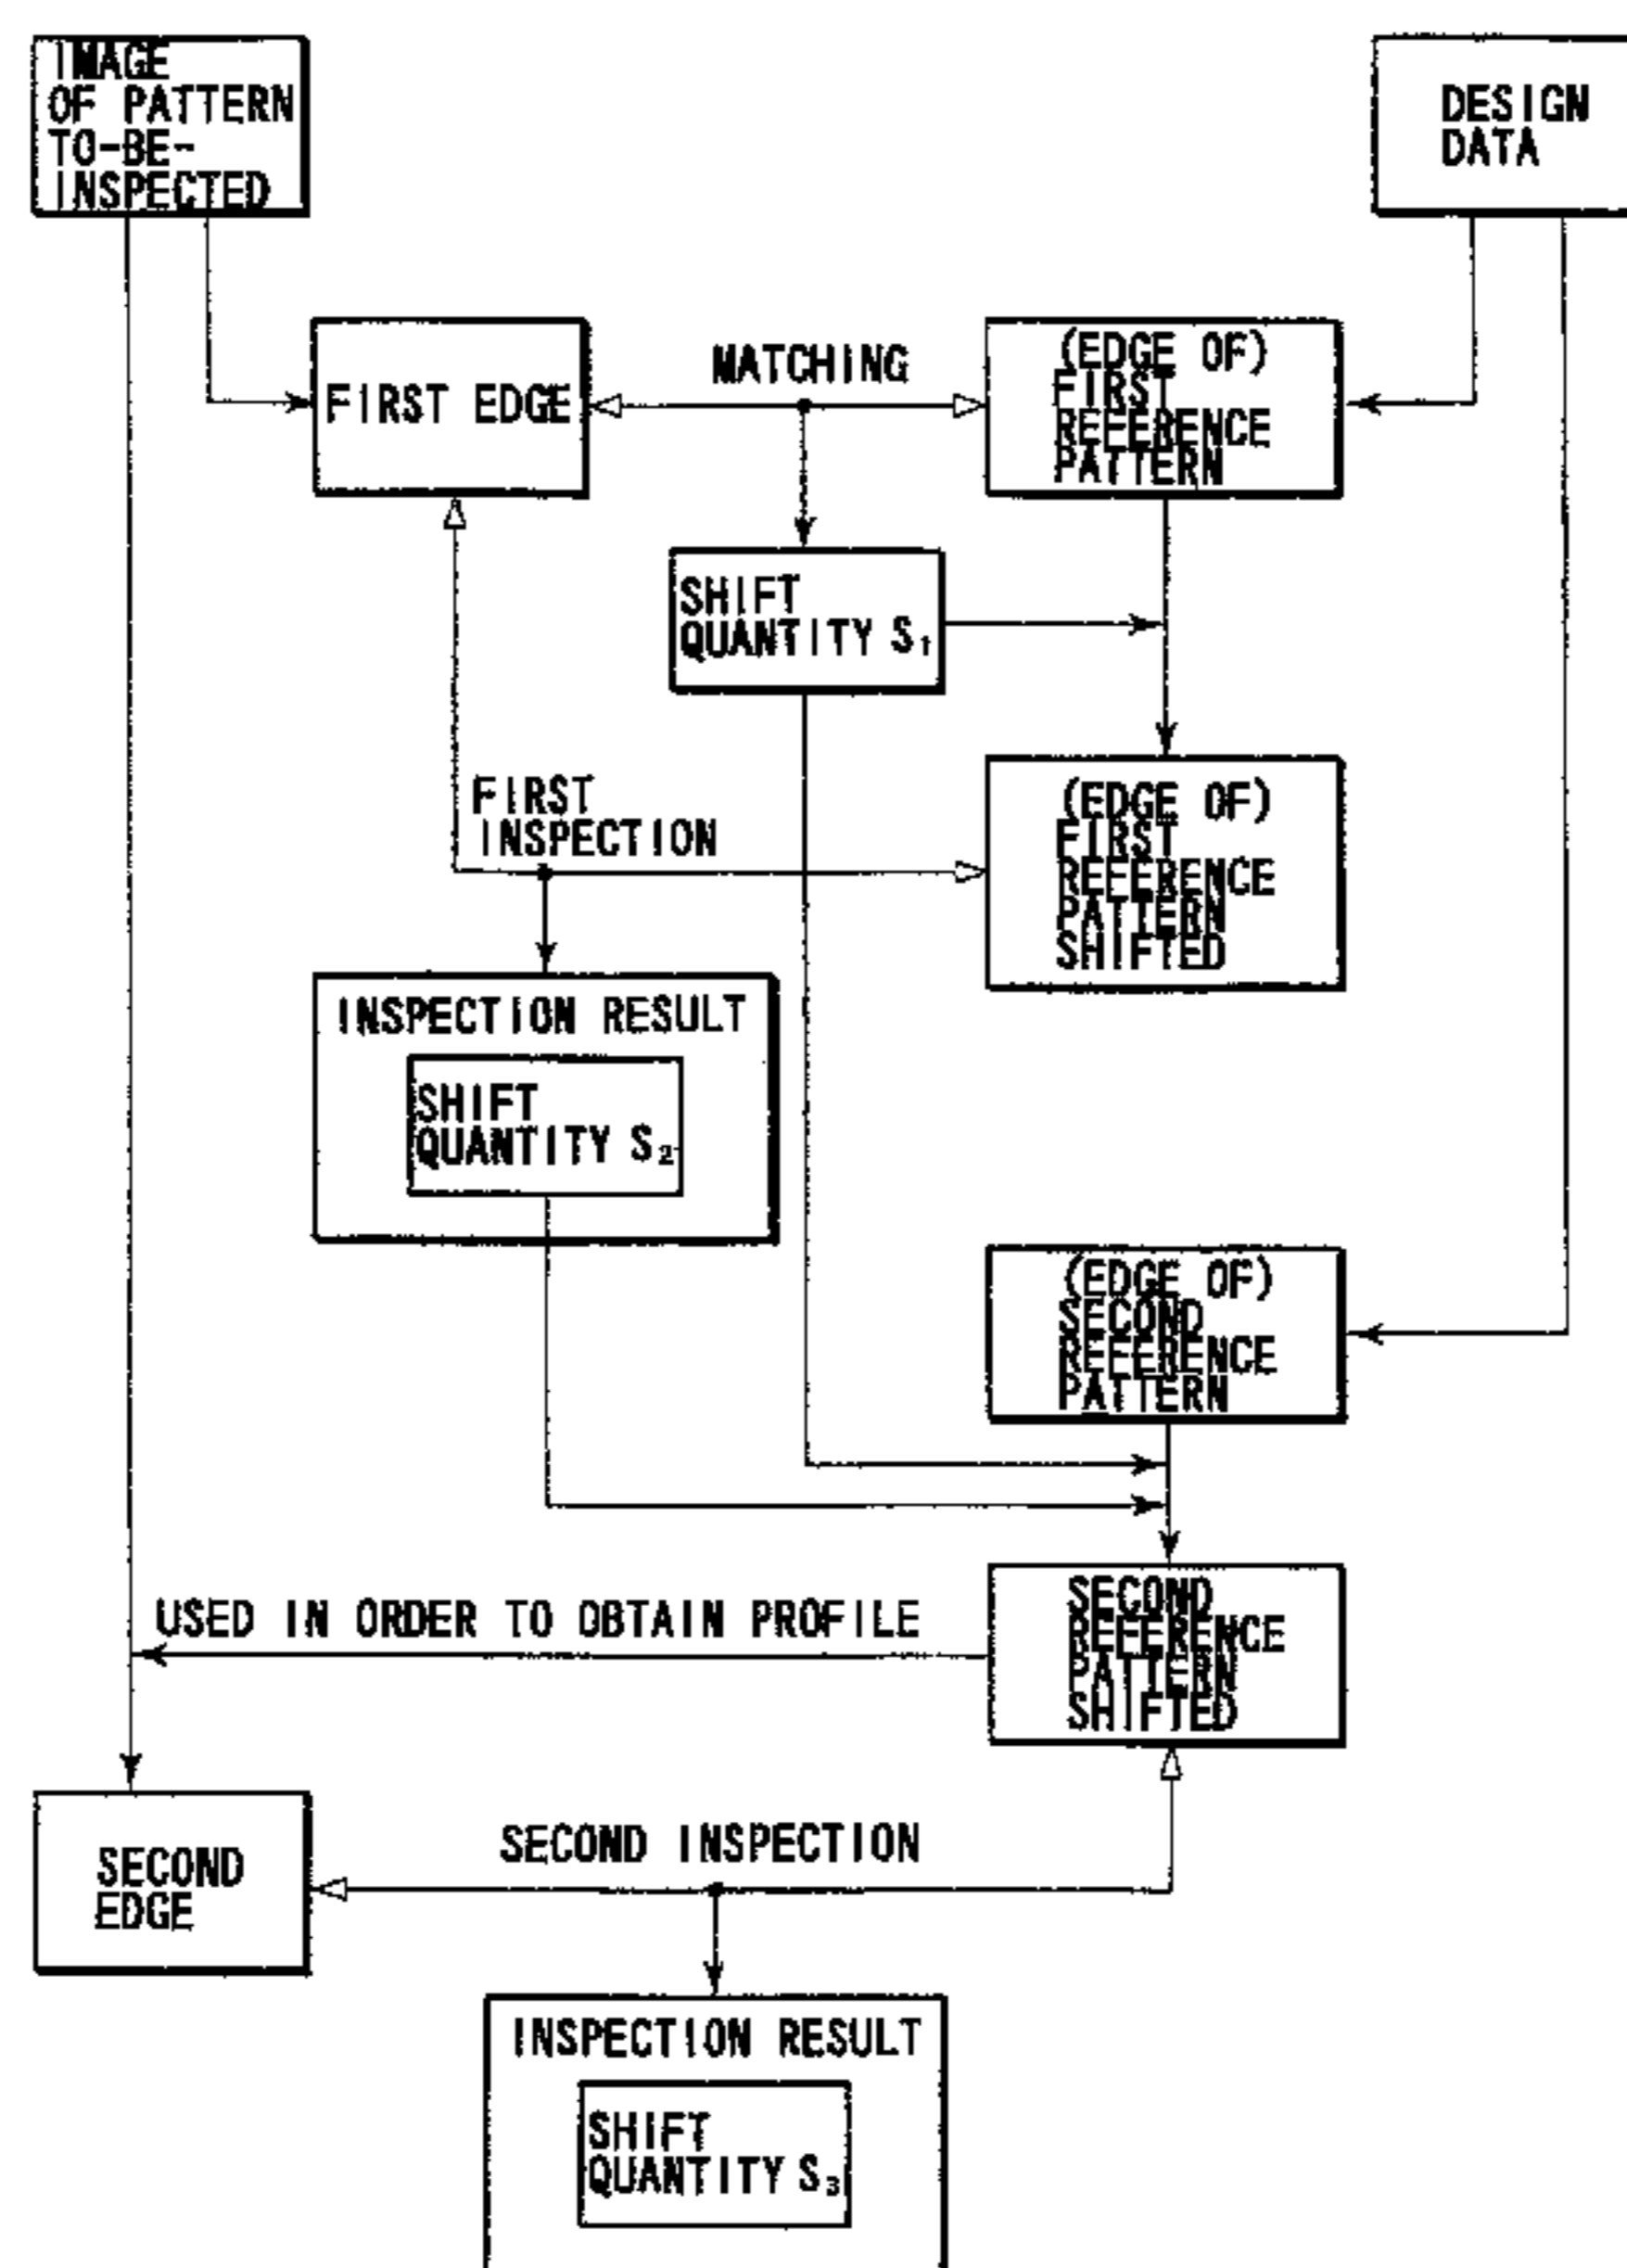 IMAGE
OF PATTERN
TO-BE-
INSPECTED
DESIGN
DATA
FIRST EDGE
MATCHING
(EDGE OF)
FIRST
REFERENCE
PATTERN
SHIFT
QUANTITY S₁
FIRST
INSPECTION
(EDGE OF)
FIRST
REFERENCE
PATTERN
SHIFTED
INSPECTION RESULT
SHIFT
QUANTITY S₂
(EDGE OF)
SECOND
REFERENCE
PATTERN
USED IN ORDER TO OBTAIN PROFILE
SECOND
REFERENCE
PATTERN
SHIFTED
SECOND
EDGE
SECOND INSPECTION
INSPECTION RESULT
SHIFT
QUANTITY S₃